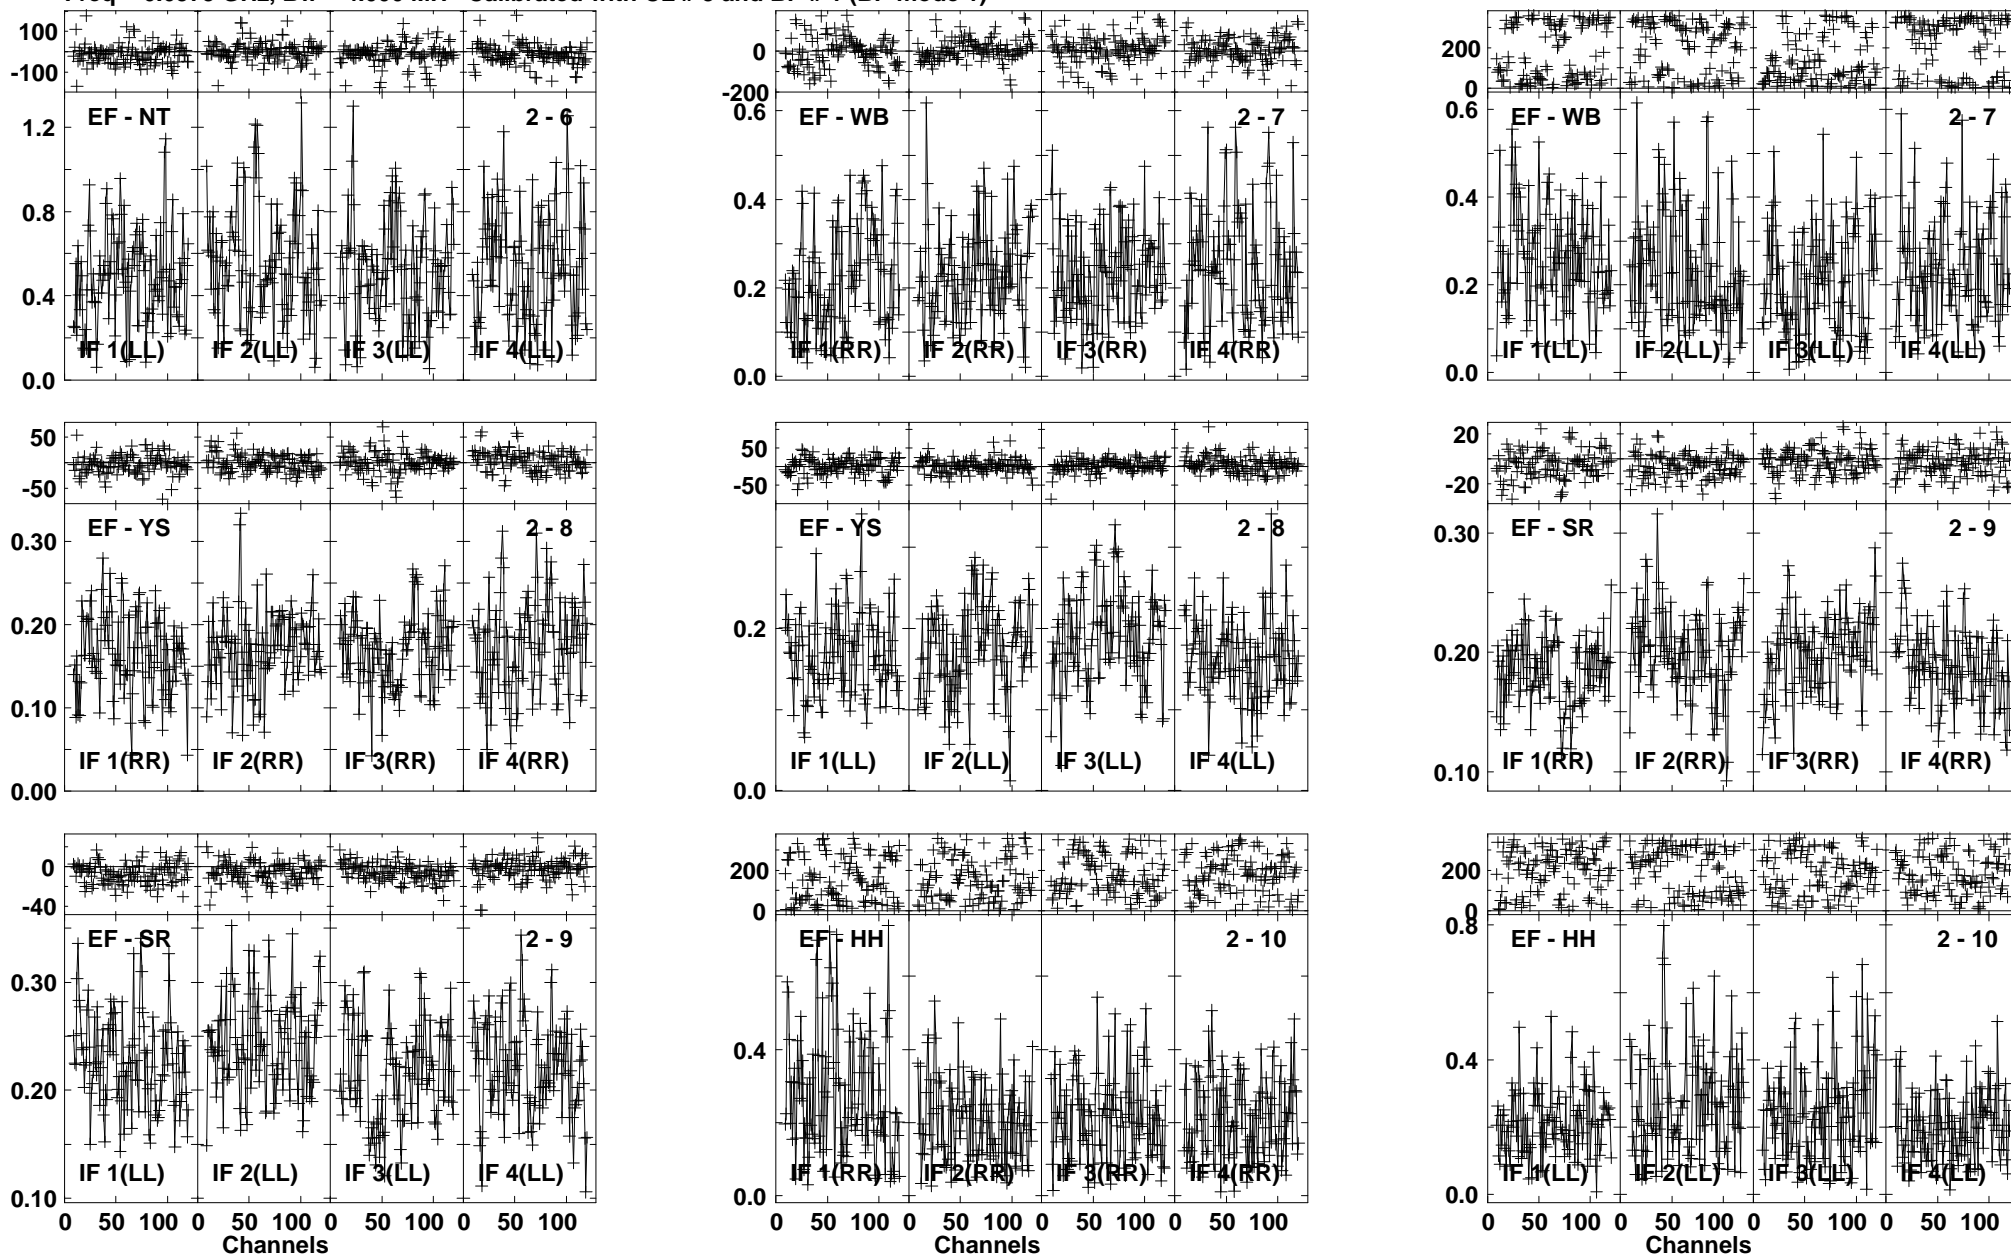 100
-100
EF - NT 2 - 6
1.2
0.8
0.4
0.0
IF 1(LL) IF 2(LL) IF 3(LL) IF 4(LL)
0
-200
EF - WB 2 - 7
0.6
0.4
0.2
0.0
IF 1(RR) IF 2(RR) IF 3(RR) IF 4(RR)
200
0
EF - WB 2 - 7
0.6
0.4
0.2
0.0
IF 1(LL) IF 2(LL) IF 3(LL) IF 4(LL)
50
-50
EF - YS 2 - 8
0.30
0.20
0.10
0.00
IF 1(RR) IF 2(RR) IF 3(RR) IF 4(RR)
50
-50
EF - YS 2 - 8
0.2
0.0
IF 1(LL) IF 2(LL) IF 3(LL) IF 4(LL)
20
-20
EF - SR 2 - 9
0.30
0.20
0.10
IF 1(RR) IF 2(RR) IF 3(RR) IF 4(RR)
0
-40
EF - SR 2 - 9
0.30
0.20
0.10
IF 1(LL) IF 2(LL) IF 3(LL) IF 4(LL)
0 50 100 0 50 100 0 50 100 0 50 100
Channels
200
0
EF - HH 2 - 10
0.4
0.0
IF 1(RR) IF 2(RR) IF 3(RR) IF 4(RR)
0 50 100 0 50 100 0 50 100 0 50 100
Channels
200
0
EF - HH 2 - 10
0.8
0.4
0.0
IF 1(LL) IF 2(LL) IF 3(LL) IF 4(LL)
0 50 100 0 50 100 0 50 100 0 50 100
Channels